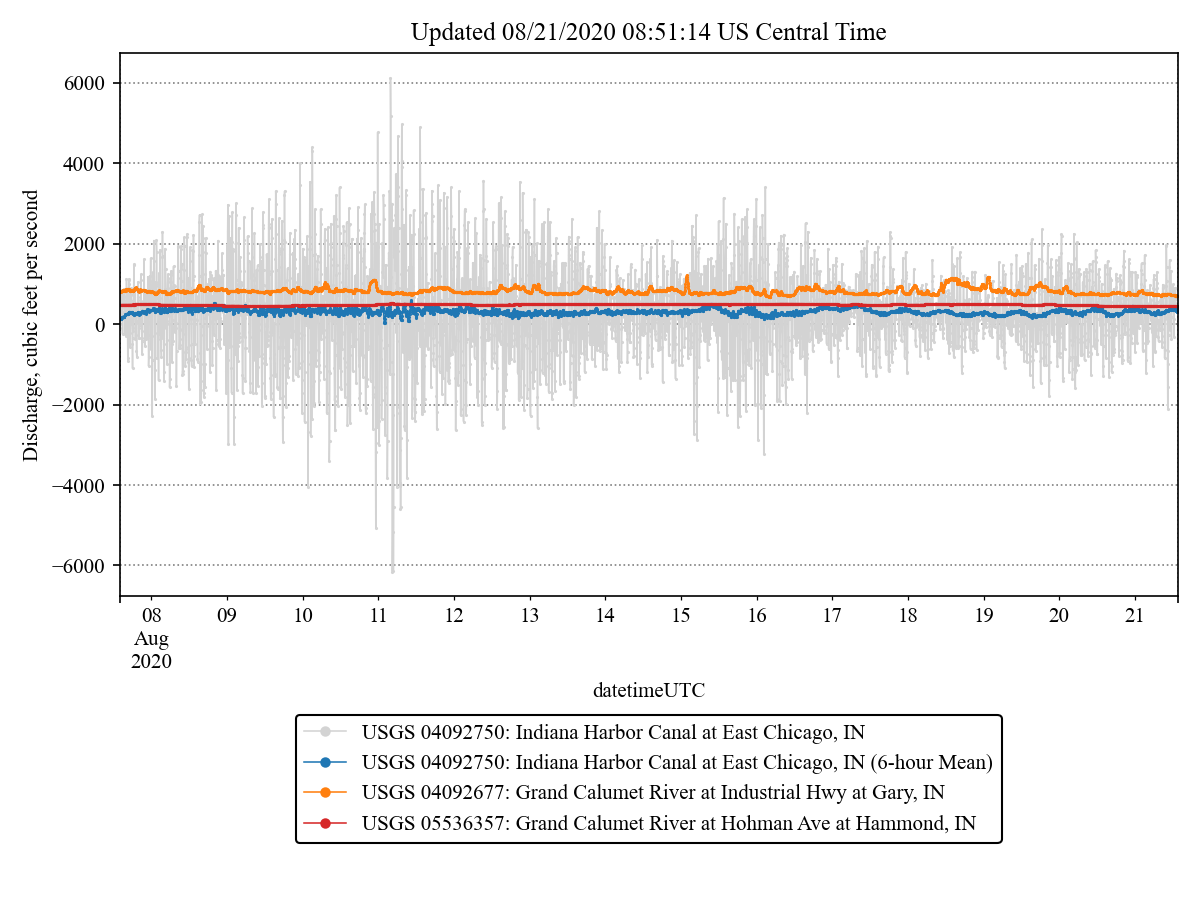 Updated 08/21/2020 08:51:14 US Central Time
Discharge, cubic feet per second
6000
4000
2000
0
−2000
−4000
−6000
08 09 10 11 12 13 14 15 16 17 18 19 20 21
Aug
2020
datetimeUTC
USGS 04092750: Indiana Harbor Canal at East Chicago, IN
USGS 04092750: Indiana Harbor Canal at East Chicago, IN (6-hour Mean)
USGS 04092677: Grand Calumet River at Industrial Hwy at Gary, IN
USGS 05536357: Grand Calumet River at Hohman Ave at Hammond, IN